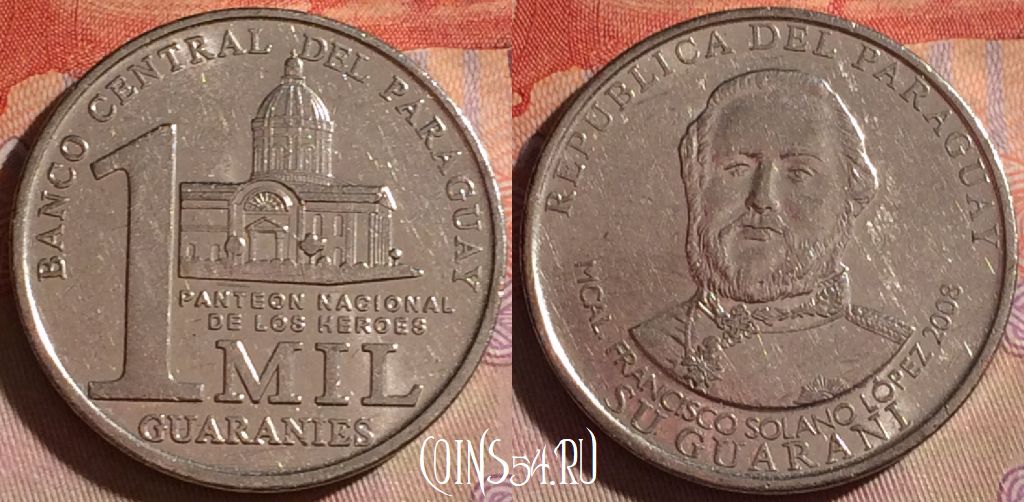 BANCO CENTRAL DEL PARAGUAY
1
PANTEON NACIONAL
DE LOS HEROES
MIL
GUARANIES
REPUBLICA DEL PARAGUAY
MCAL. FRANCISCO SOLANO LÓPEZ 2008
SU GUARANI
COINS54.RU